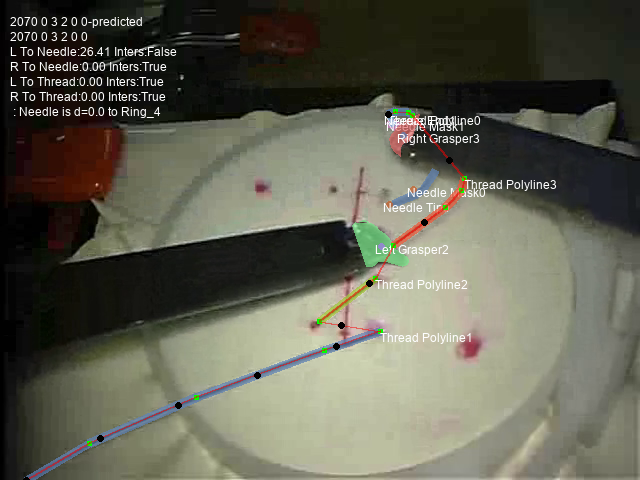 2070 0 3 2 0 0-predicted
2070 0 3 2 0 0
L To Needle:26.41 Inters:False
R To Needle:0.00 Inters:True
L To Thread:0.00 Inters:True
R To Thread:0.00 Inters:True
: Needle is d=0.0 to Ring_4
Needle Mask1
Right Grasper3
Thread Polyline3
Needle Mask0
Needle Tip
Left Grasper2
Thread Polyline2
Thread Polyline1